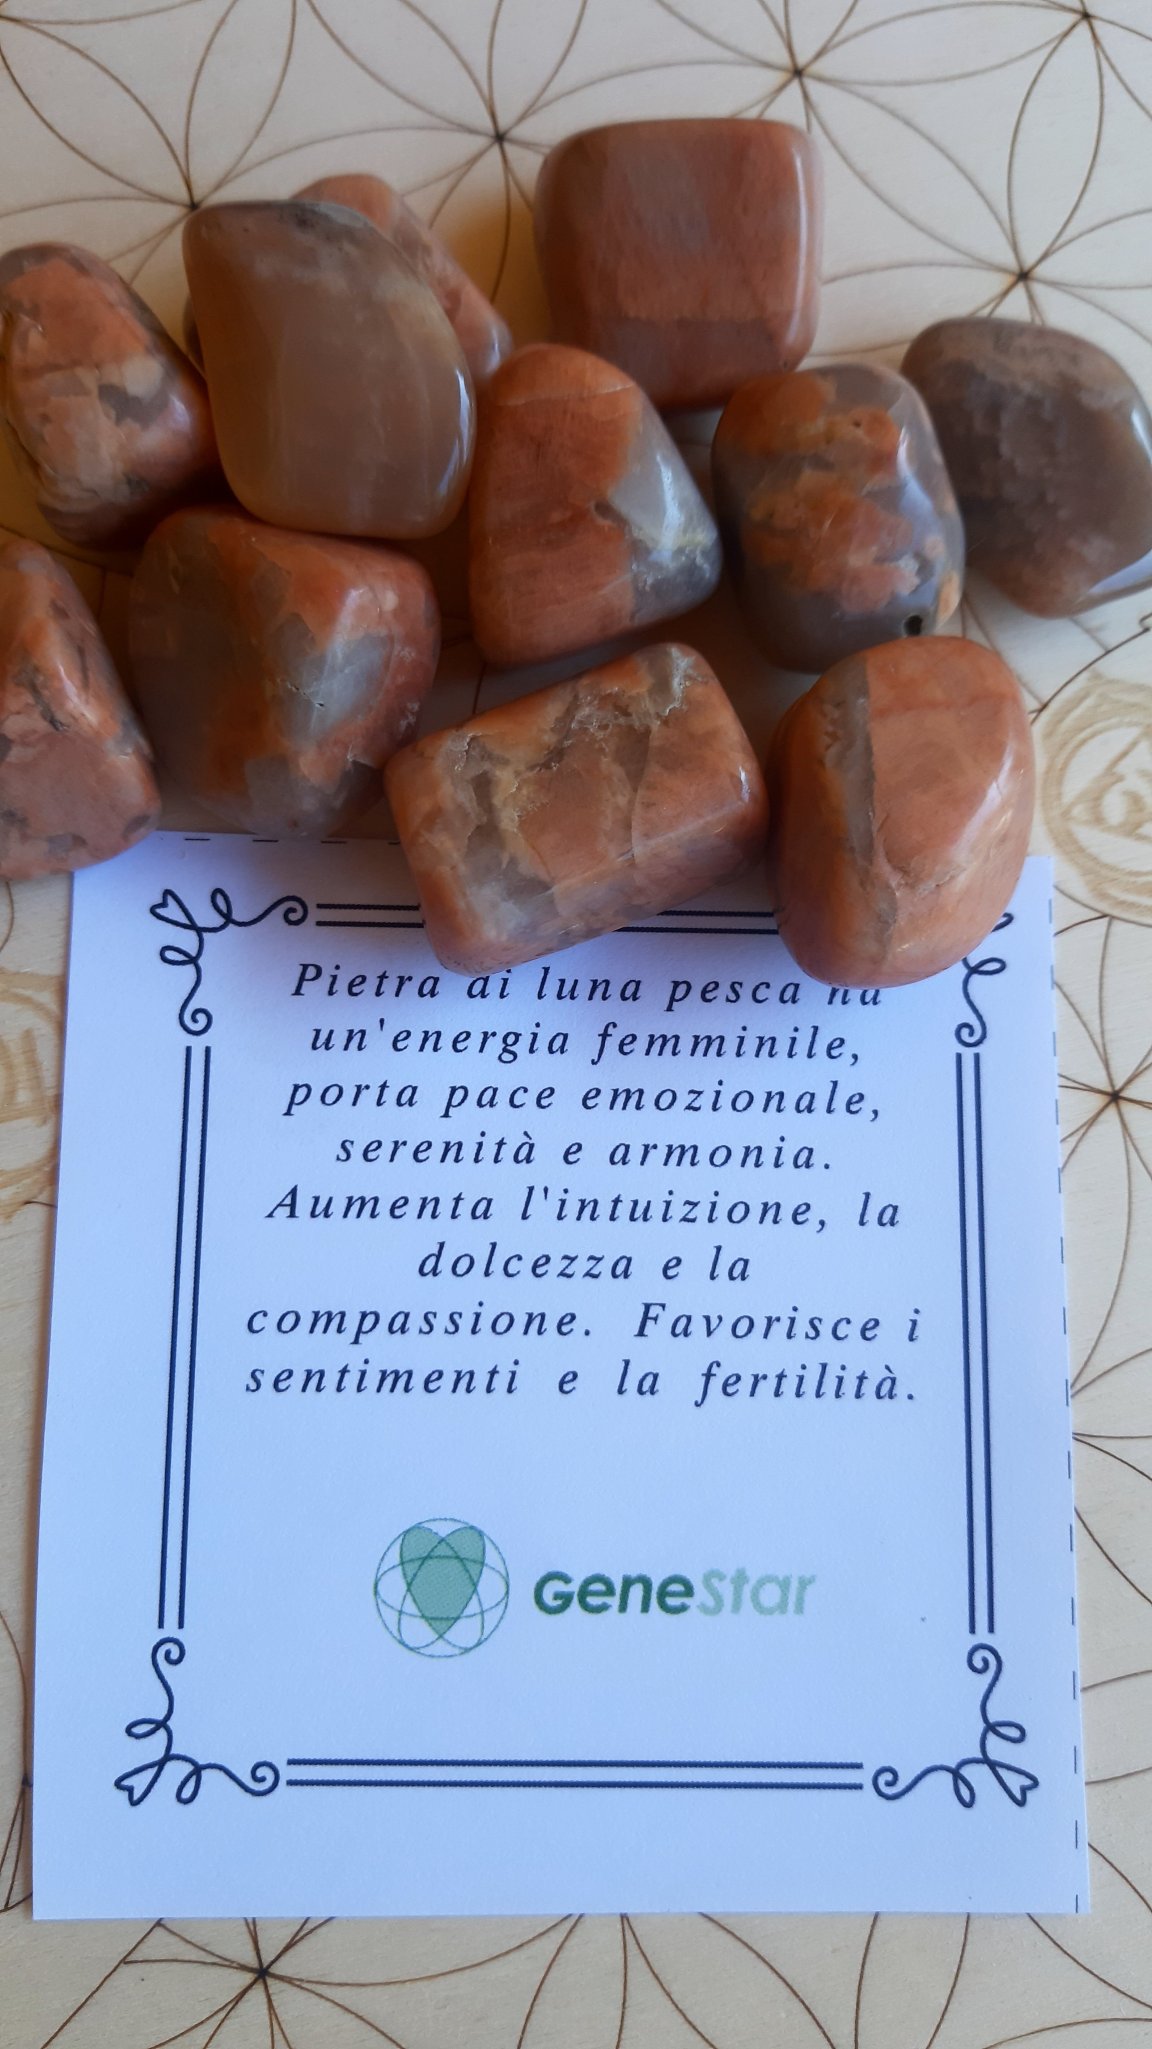 Pietra di luna pesca ha
un'energia femminile,
porta pace emozionale,
serenità e armonia.
Aumenta l'intuizione, la
dolcezza e la
compassione. Favorisce i
sentimenti e la fertilità.
GeneStar